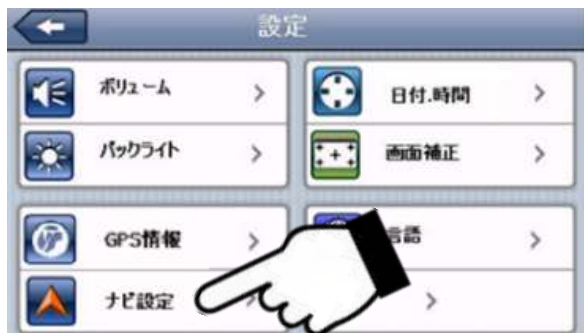 設定
ボリューム
日付.時間
バックライト
画面補正
GPS情報
言語
ナビ設定